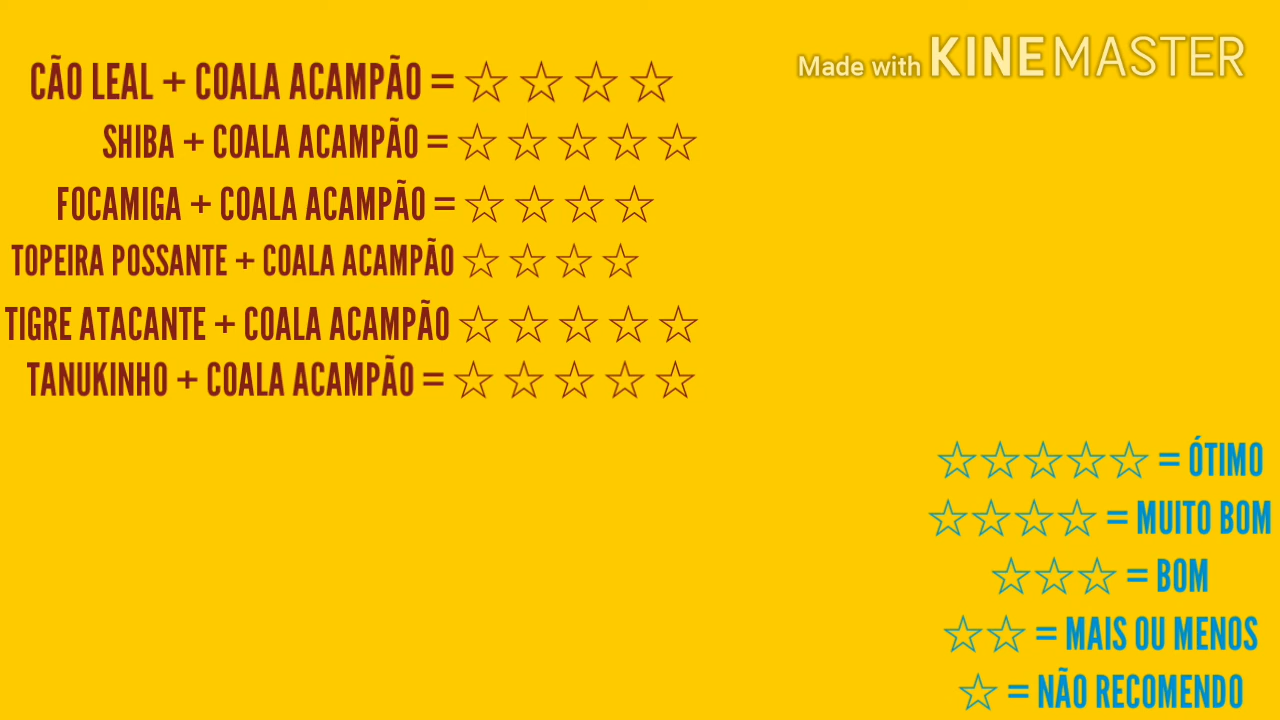 Made with KINEMASTER
CÃO LEAL + COALA ACAMPÃO = ☆ ☆ ☆ ☆
SHIBA + COALA ACAMPÃO = ☆ ☆ ☆ ☆ ☆
FOCAMIGA + COALA ACAMPÃO = ☆ ☆ ☆ ☆
TOPEIRA POSSANTE + COALA ACAMPÃO ☆ ☆ ☆ ☆
TIGRE ATACANTE + COALA ACAMPÃO ☆ ☆ ☆ ☆ ☆
TANUKINHO + COALA ACAMPÃO = ☆ ☆ ☆ ☆ ☆
☆☆☆☆☆ = ÓTIMO
☆☆☆☆ = MUITO BOM
☆☆☆ = BOM
☆☆ = MAIS OU MENOS
☆ = NÃO RECOMENDO